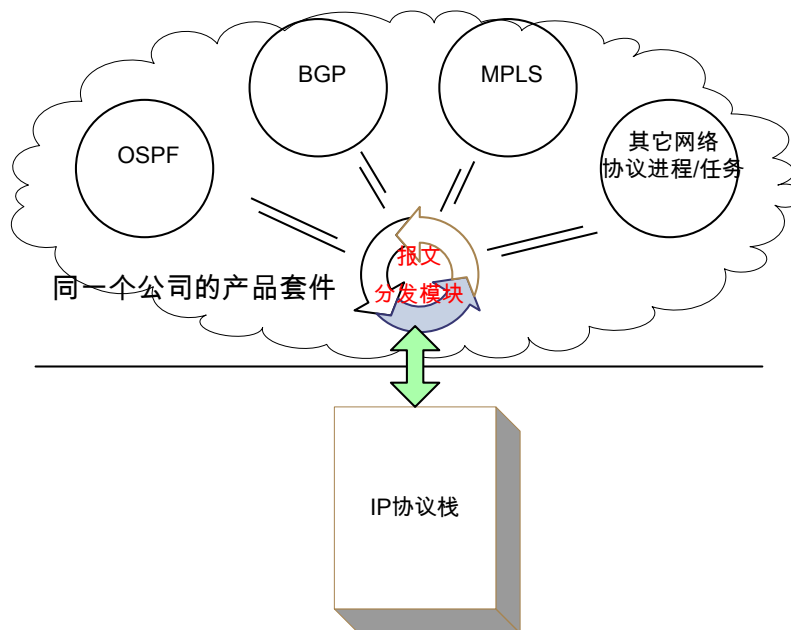 BGP
MPLS
OSPF
其它网络
协议进程/任务
报文
分发模块
同一个公司的产品套件
IP协议栈